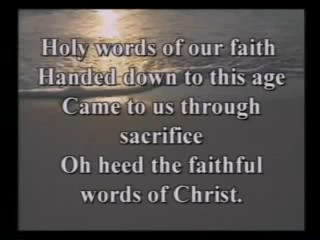 Holy words of our faith
Handed down to this age
Came to us through
sacrifice
Oh heed the faithful
words of Christ.